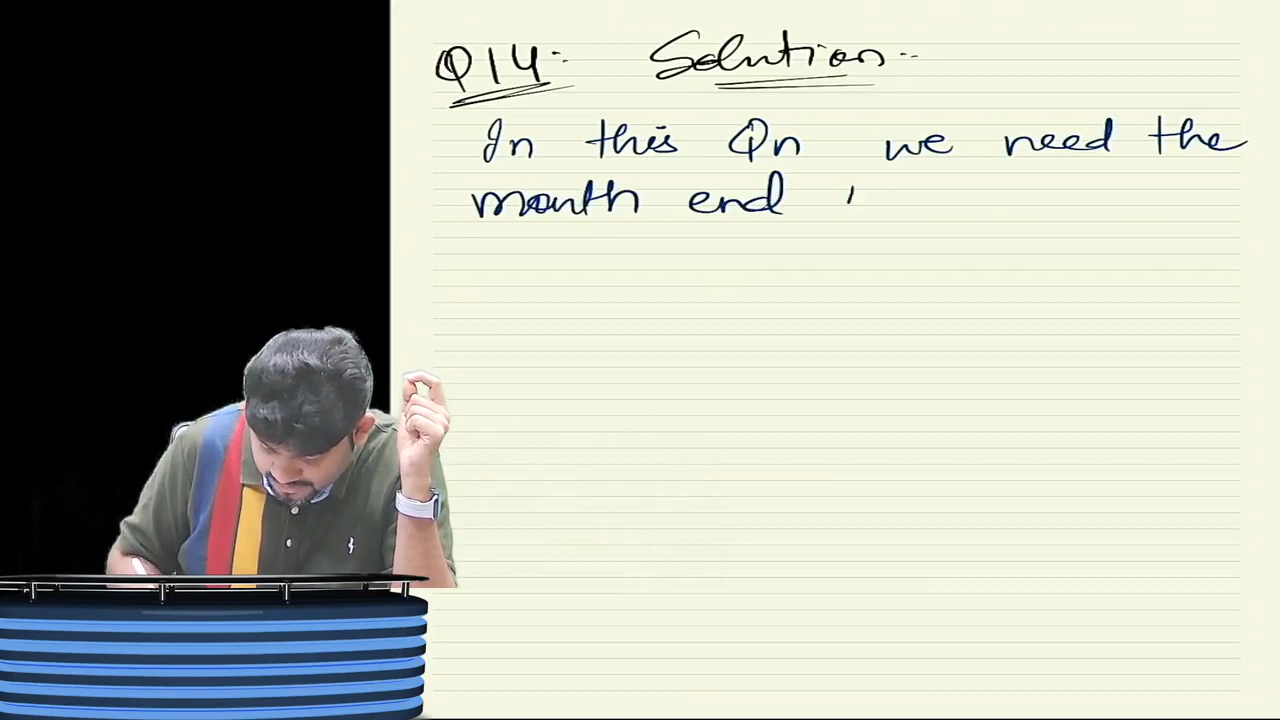 Q14:- Solution:-
In this Qn we need the
month end